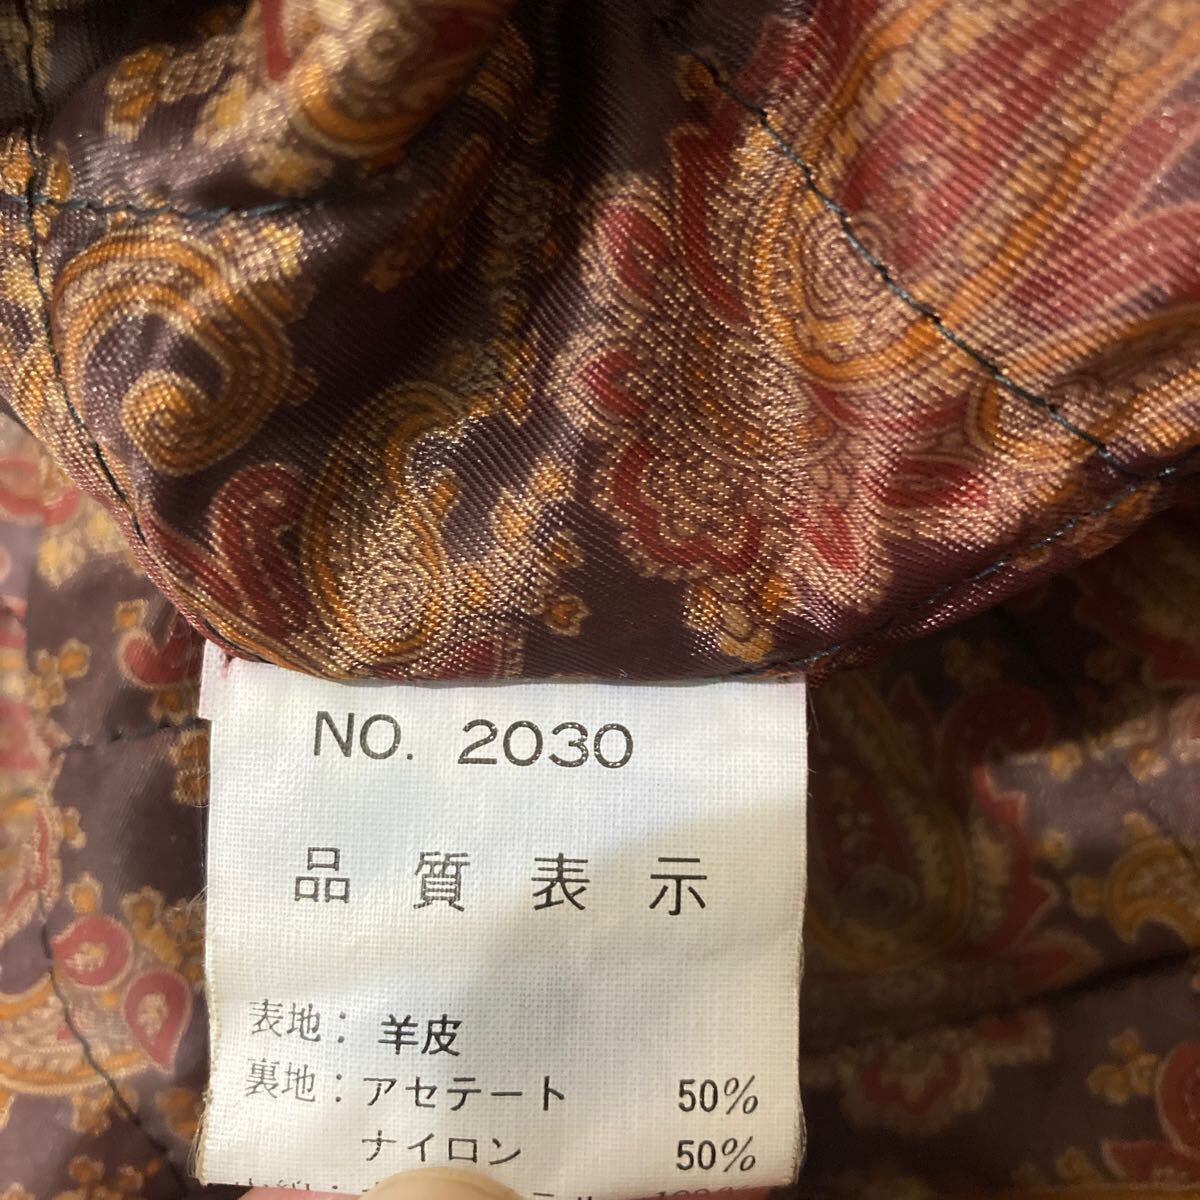 NO. 2030
品質表示
表地: 羊皮
裏地: アセテート 50%
ナイロン 50%